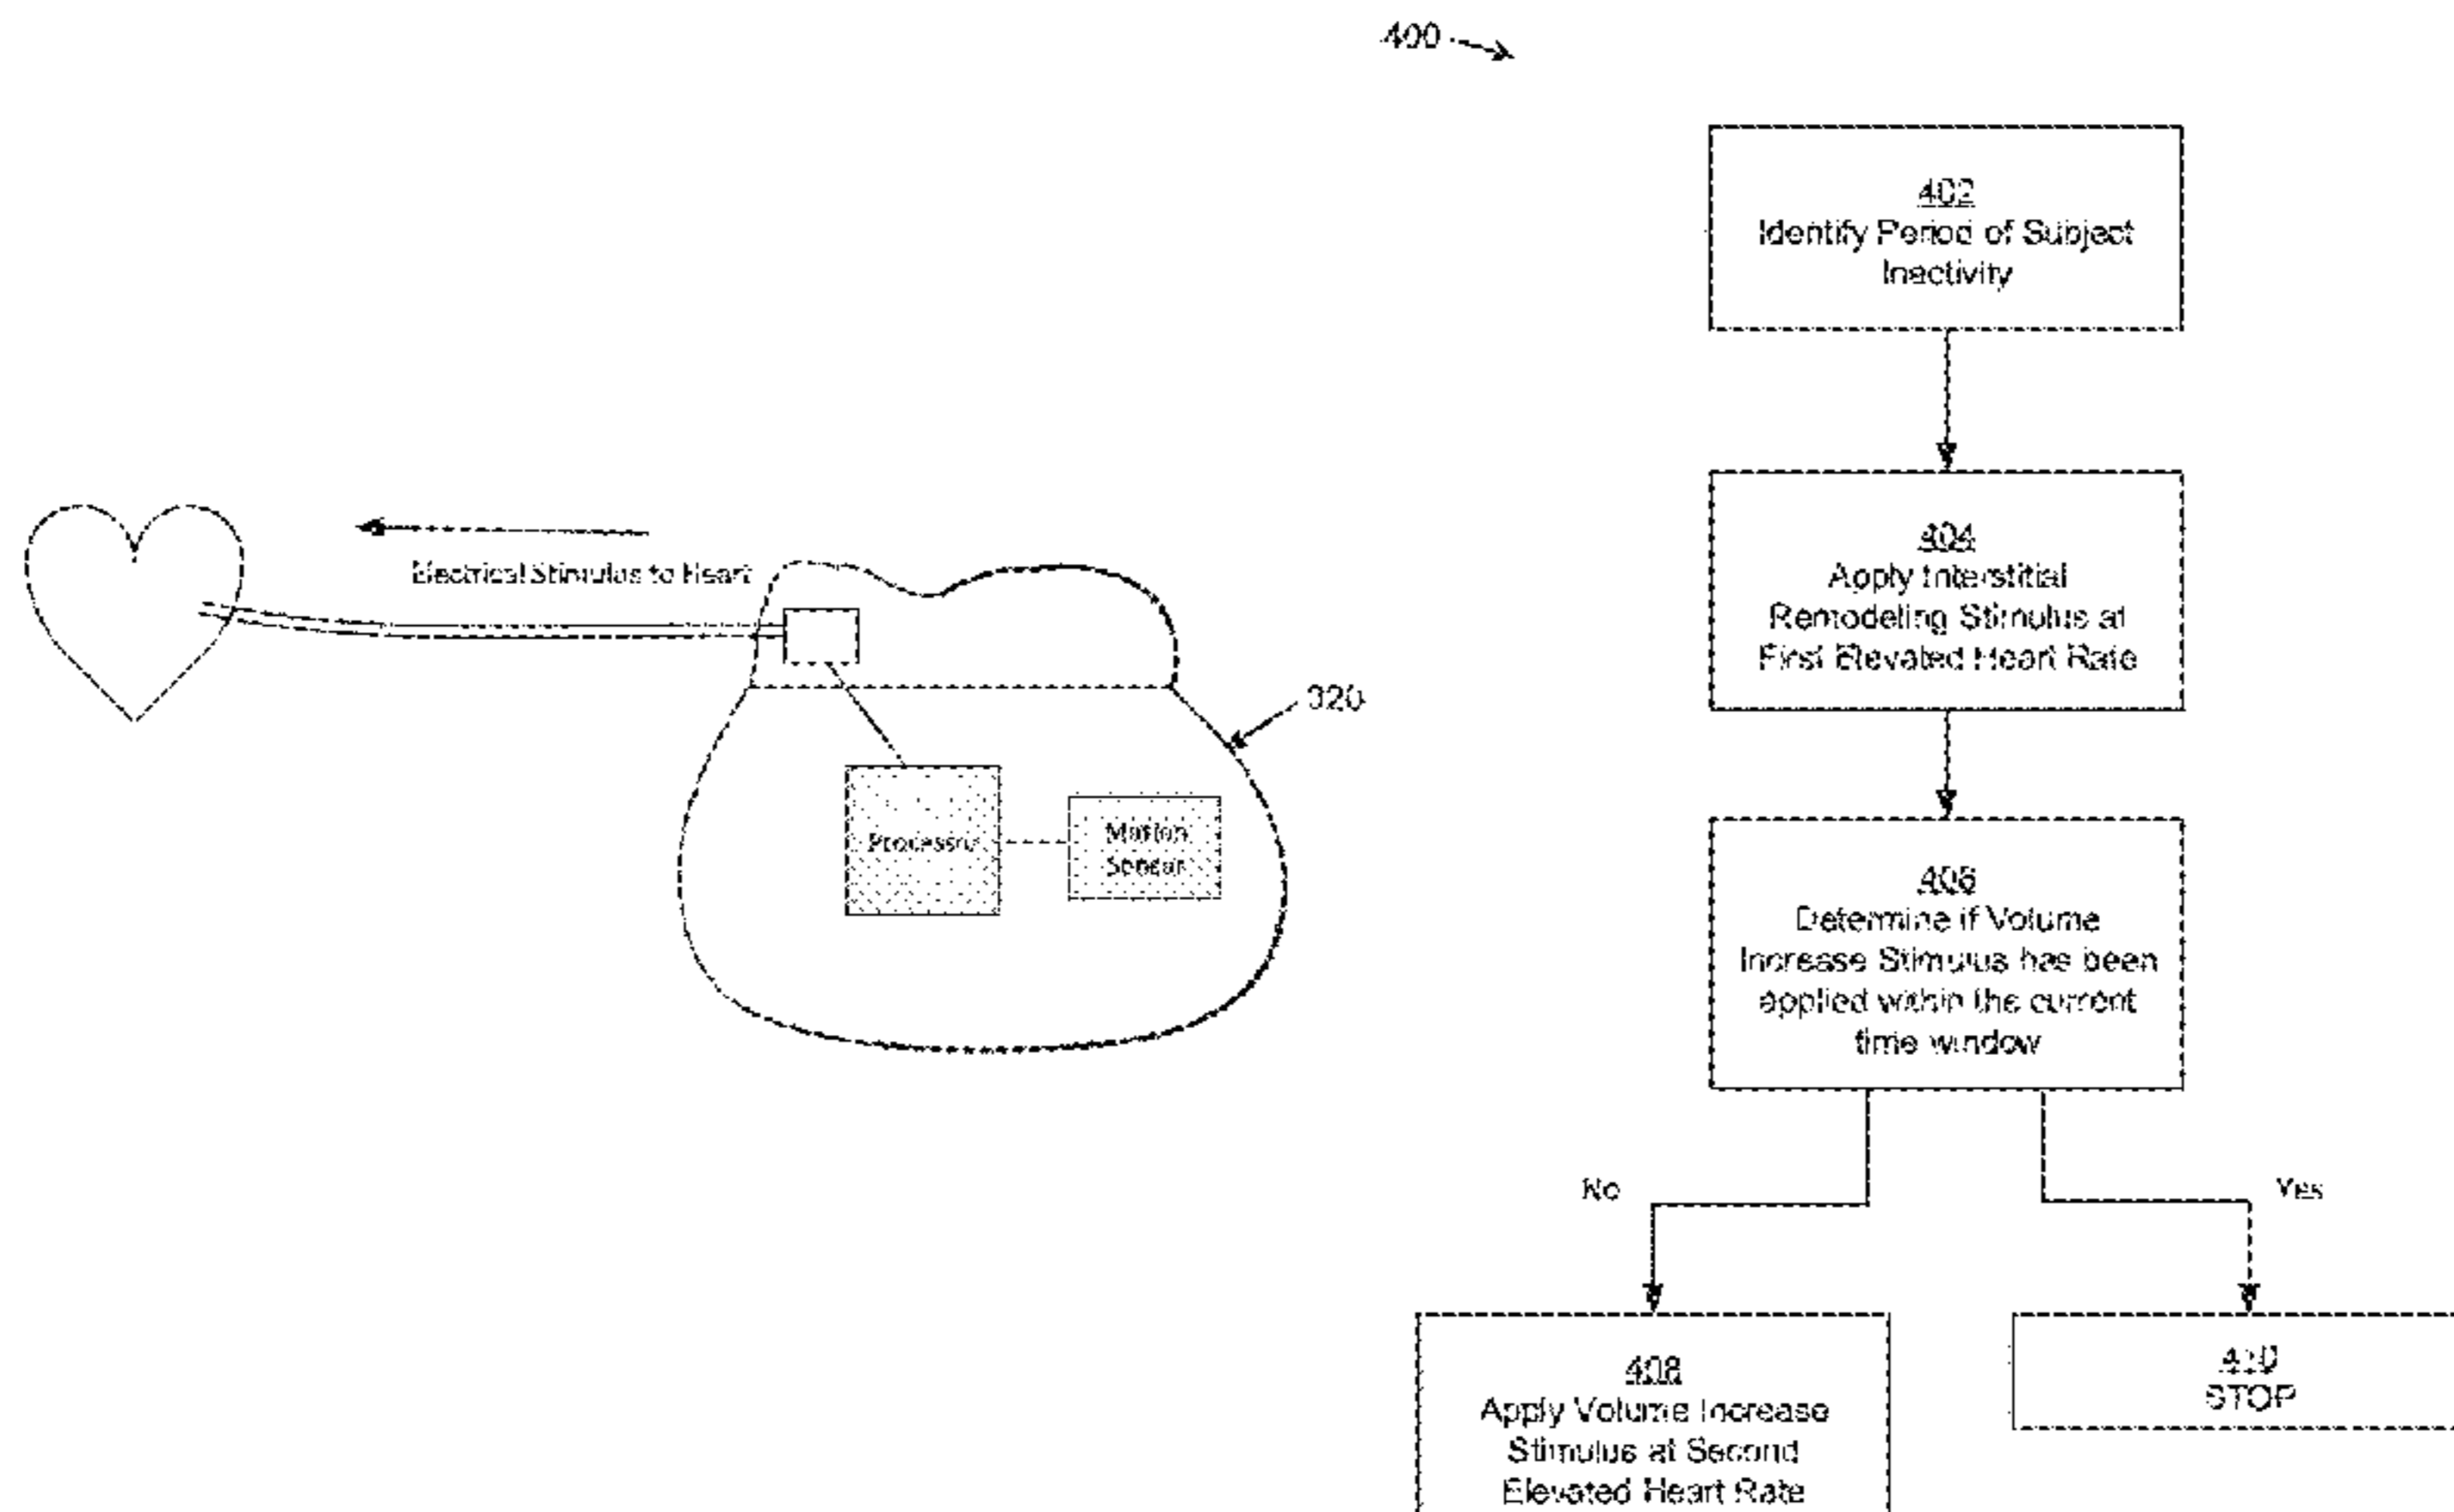 400
402
Identify Period of Subject
Inactivity
404
Apply Interstitial
Remodeling Stimulus at
First Elevated Heart Rate
Electrical Stimulus to Heart
320
Processor
Motion
Sensor
406
Determine if Volume
Increase Stimulus has been
applied within the current
time window
No
Yes
408
Apply Volume Increase
Stimulus at Second
Elevated Heart Rate
410
STOP